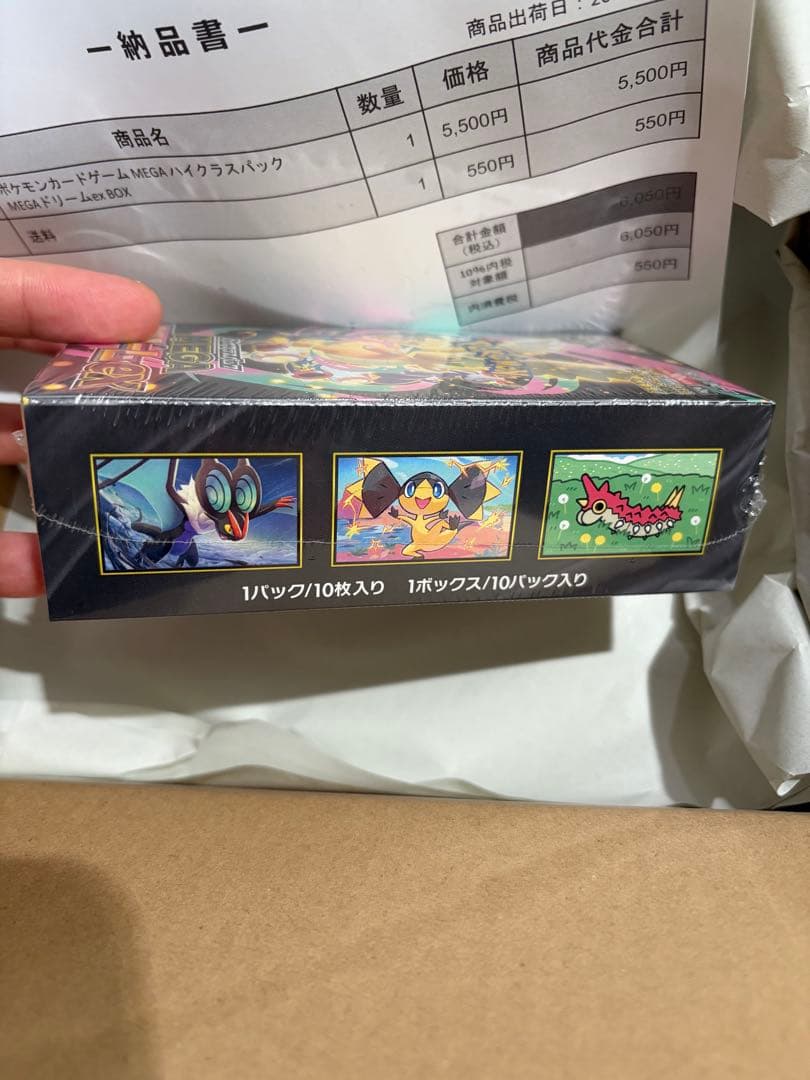 ー納品書ー
商品出荷日：20
商品名 数量 価格 商品代金合計
ポケモンカードゲーム MEGA ハイクラスパック
MEGAドリームex BOX 1 5,500円 5,500円
送料 1 550円 550円
合計金額
(税込) 6,050円
10%内税
対象額 6,050円
内消費税 550円
1パック/10枚入り 1ボックス/10パック入り